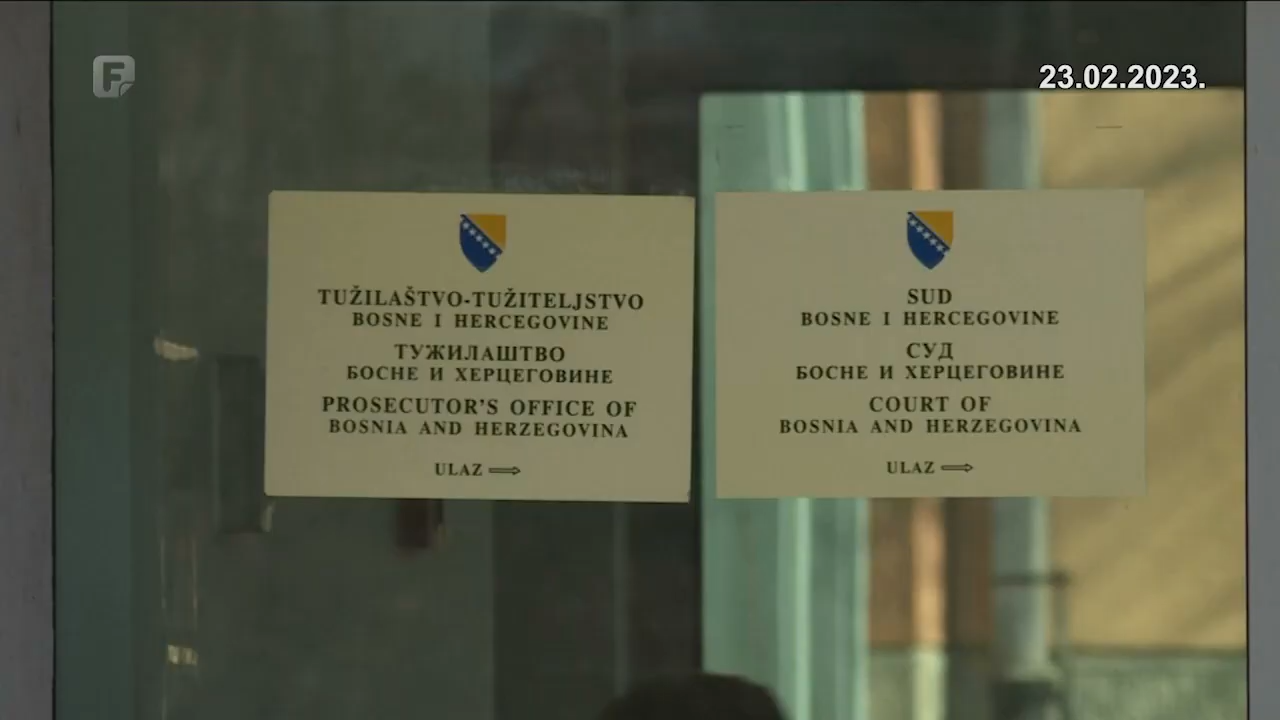 F
23.02.2023.
TUŽILAŠTVO-TUŽITELJSTVO
BOSNE I HERCEGOVINE
ТУЖИЛАШТВО
БОСНЕ И ХЕРЦЕГОВИНЕ
PROSECUTOR'S OFFICE OF
BOSNIA AND HERZEGOVINA
ULAZ ⇨
SUD
BOSNE I HERCEGOVINE
СУД
БОСНЕ И ХЕРЦЕГОВИНЕ
COURT OF
BOSNIA AND HERZEGOVINA
ULAZ ⇨